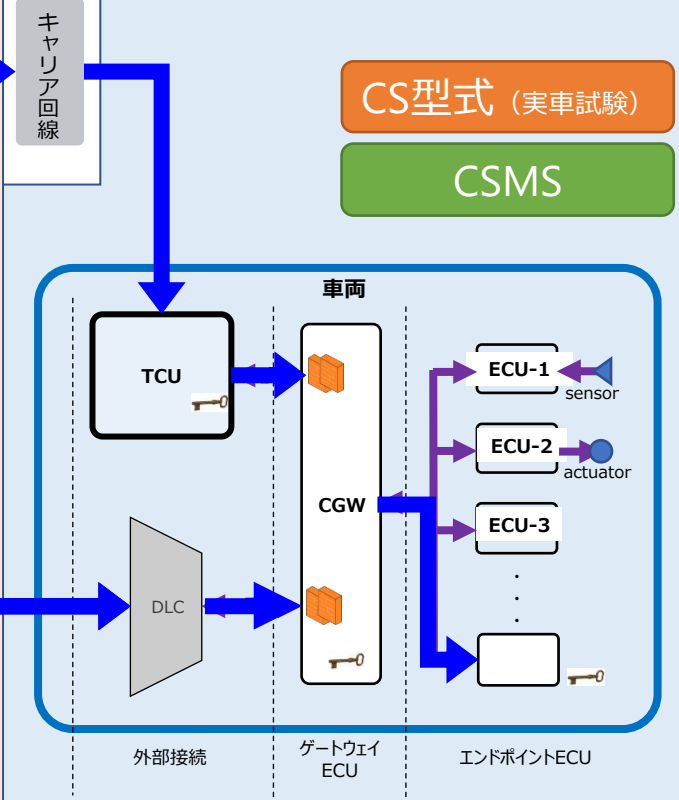 キャリア回線
CS型式（実車試験）
CSMS
車両
TCU
ECU-1
sensor
ECU-2
actuator
CGW
ECU-3
DLC
・
・
・
外部接続
ゲートウェイ
ECU
エンドポイントECU